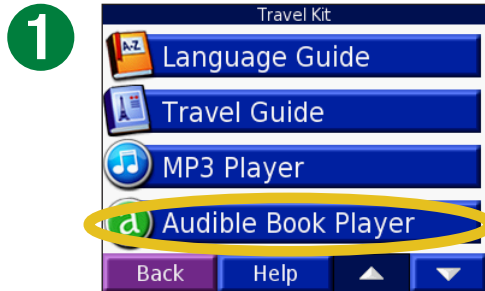 1
Travel Kit
A-Z
Language Guide
Travel Guide
MP3 Player
a Audible Book Player
Back Help